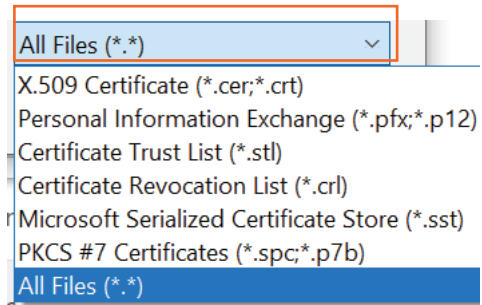 All Files (*.*)
X.509 Certificate (*.cer;*.crt)
Personal Information Exchange (*.pfx;*.p12)
Certificate Trust List (*.stl)
Certificate Revocation List (*.crl)
Microsoft Serialized Certificate Store (*.sst)
PKCS #7 Certificates (*.spc;*.p7b)
All Files (*.*)